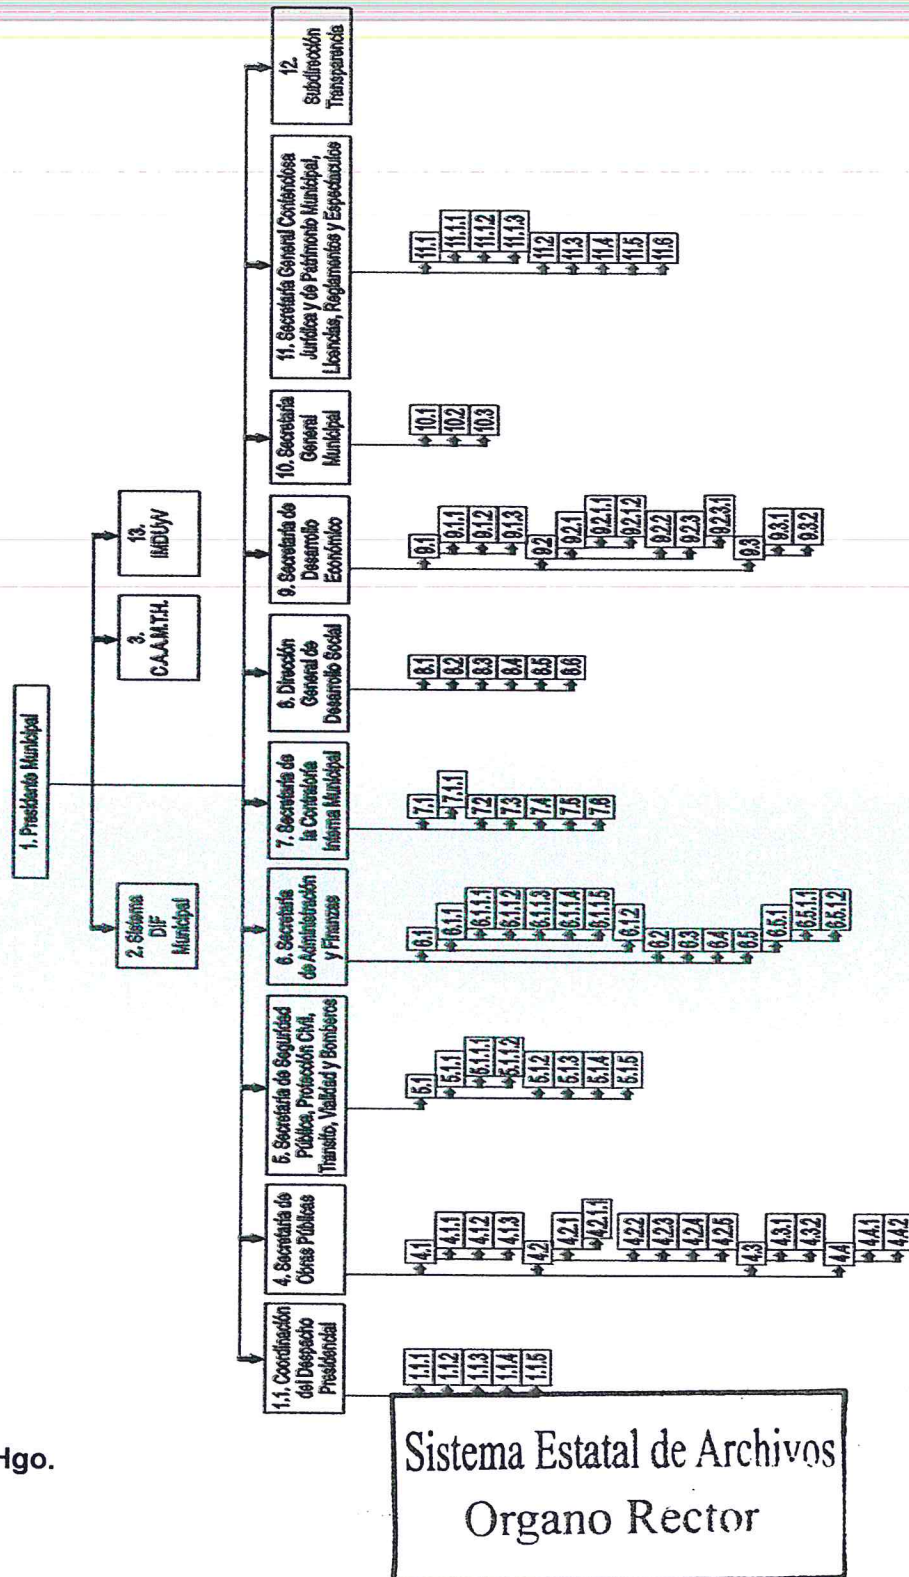 1. Presidente Municipal
2. Sistema
DIF
Municipal
3.
C.A.A.M.T.H.
13.
IMDUyV
1.1. Coordinación
del Despacho
Presidencial
1.1.1
1.1.2
1.1.3
1.1.4
1.1.5
4. Secretaría de
Obras Públicas
4.1
4.1.1
4.1.2
4.1.3
4.2
4.2.1
4.2.1.1
4.2.2
4.2.3
4.2.4
4.2.5
4.3
4.3.1
4.3.2
4.4
4.4.1
4.4.2
5. Secretaría de Seguridad
Pública, Protección Civil,
Transito, Vialidad y Bomberos
5.1
5.1.1
5.1.1.1
5.1.1.2
5.1.2
5.1.3
5.1.4
5.1.5
6. Secretaría
de Administración
y Finanzas
6.1
6.1.1
6.1.1.1
6.1.1.2
6.1.1.3
6.1.1.4
6.1.1.5
6.1.2
6.2
6.3
6.4
6.5
6.5.1
6.5.1.1
6.5.1.2
7. Secretaría de
la Contraloría
Interna Municipal
7.1
7.1.1
7.2
7.3
7.4
7.5
7.6
8. Dirección
General de
Desarrollo Social
8.1
8.2
8.3
8.4
8.5
8.6
9. Secretaría de
Desarrollo
Económico
9.1
9.1.1
9.1.2
9.1.3
9.2
9.2.1
9.2.1.1
9.2.1.2
9.2.2
9.2.3
9.2.3.1
9.3
9.3.1
9.3.2
10. Secretaría
General
Municipal
10.1
10.2
10.3
11. Secretaría General Contenciosa
Jurídica y de Patrimonio Municipal,
Licencias, Reglamentos y Espectáculos
11.1
11.1.1
11.1.2
11.1.3
11.2
11.3
11.4
11.5
11.6
12.
Subdirección
Transparencia
Hgo.
Sistema Estatal de Archivos
Organo Rector